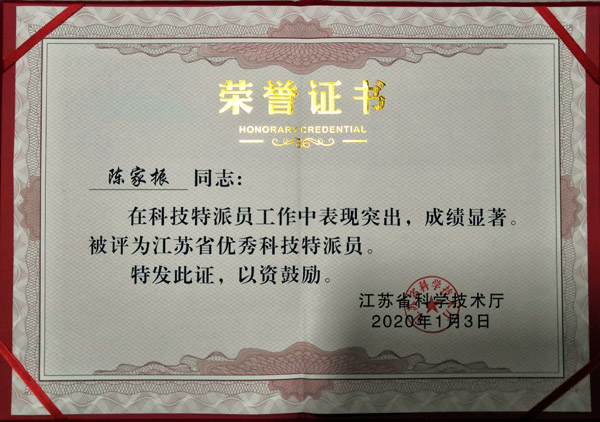 荣誉证书
HONORARY CREDENTIAL
陈家振 同志：
在科技特派员工作中表现突出，成绩显著。
被评为江苏省优秀科技特派员。
特发此证，以资鼓励。
江苏省科学技术厅
2020年1月3日